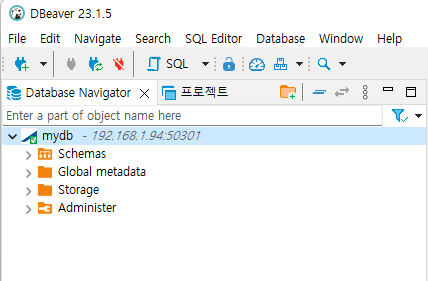 DBeaver 23.1.5
File Edit Navigate Search SQL Editor Database Window Help
SQL
Database Navigator 프로젝트
Enter a part of object name here
mydb - 192.168.1.94:50301
Schemas
Global metadata
Storage
Administer